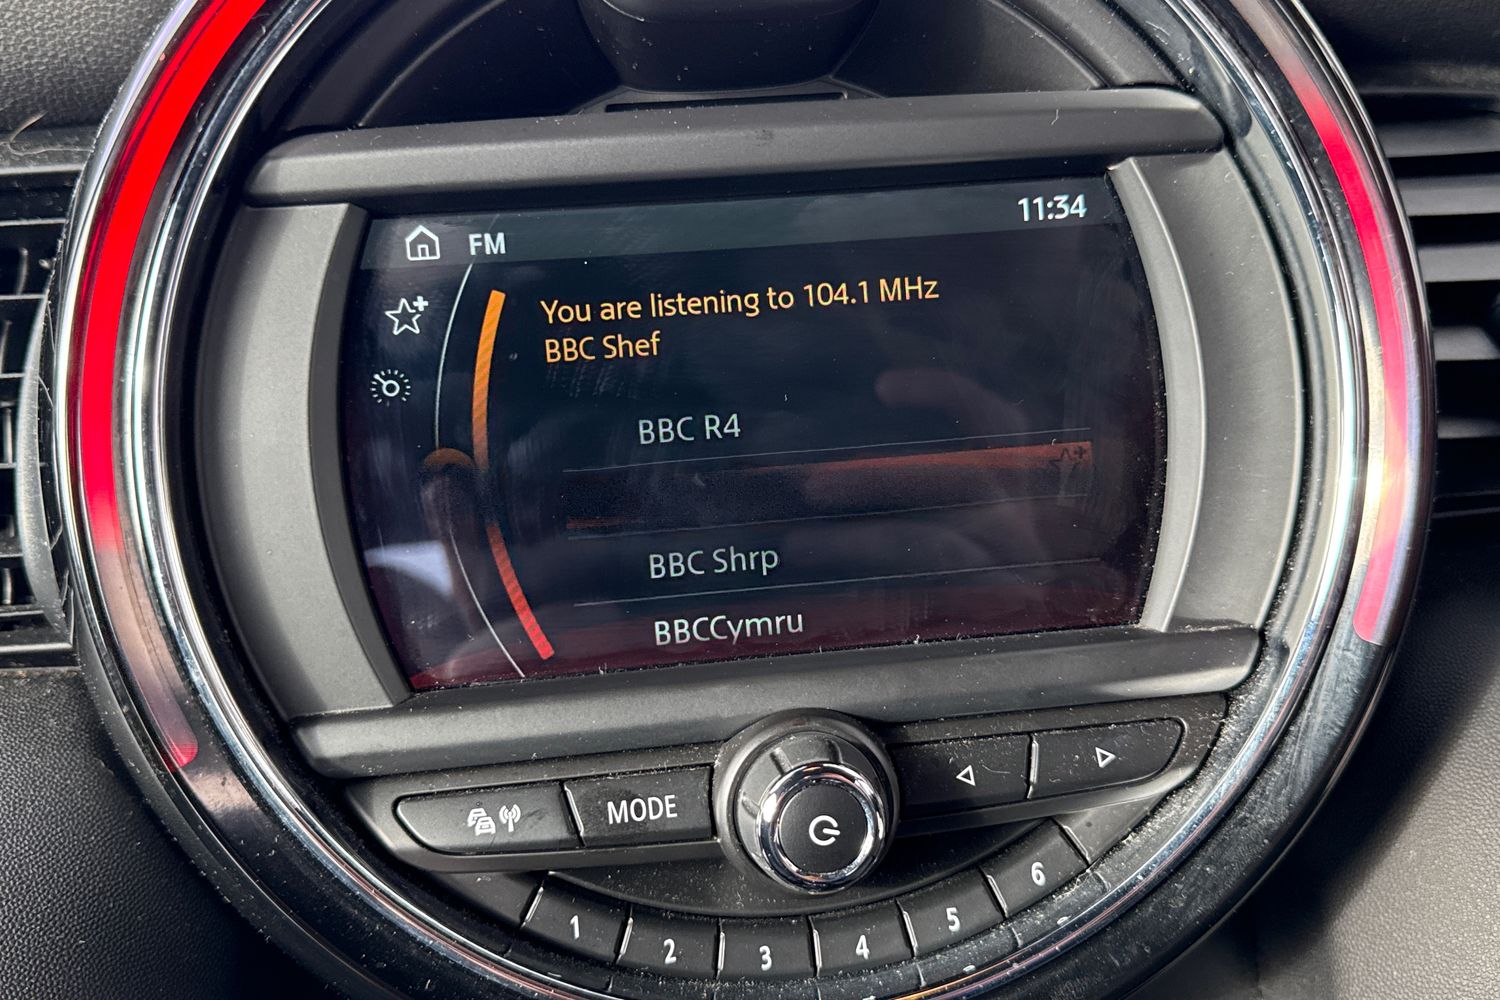 FM
11:34
You are listening to 104.1 MHz
BBC Shef
BBC R4
BBC Shrp
BBCCymru
MODE
1
2
3
4
5
6